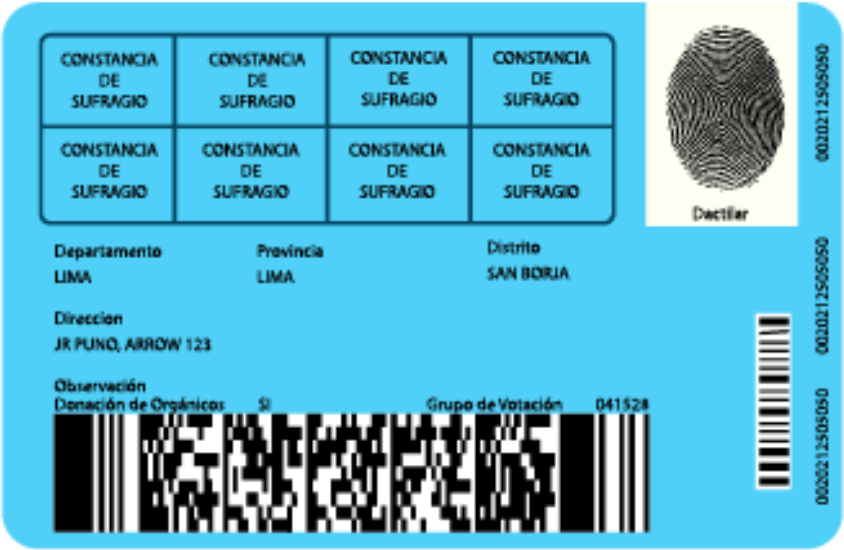 CONSTANCIA DE SUFRAGIO
CONSTANCIA DE SUFRAGIO
CONSTANCIA DE SUFRAGIO
CONSTANCIA DE SUFRAGIO
CONSTANCIA DE SUFRAGIO
CONSTANCIA DE SUFRAGIO
CONSTANCIA DE SUFRAGIO
CONSTANCIA DE SUFRAGIO
Dactilar
Departamento Provincia Distrito
LIMA LIMA SAN BORJA
Direccion
JR PUNO, ARROW 123
Observación
Donación de Orgánicos SI Grupo de Votación 041528
0020212505050
0020212505050
0020212505050